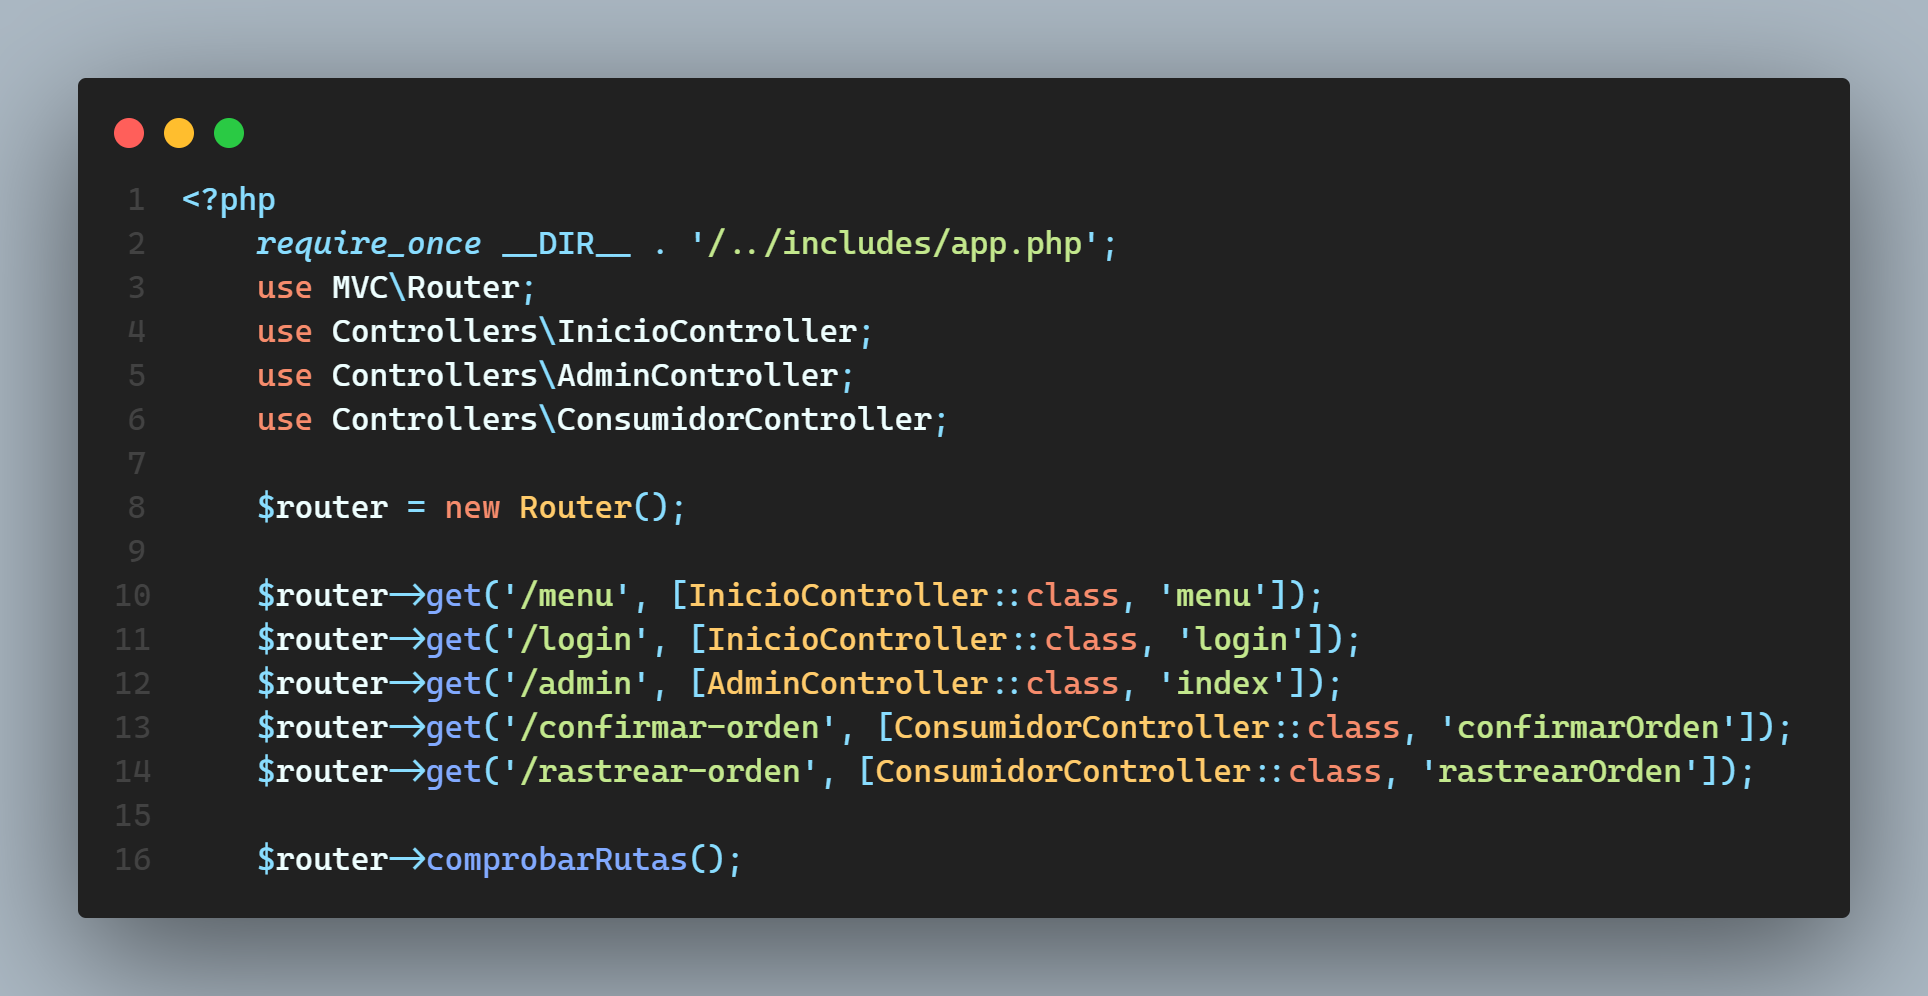 1 <?php
2 require_once __DIR__ . '/../includes/app.php';
3 use MVC\Router;
4 use Controllers\InicioController;
5 use Controllers\AdminController;
6 use Controllers\ConsumidorController;
7
8 $router = new Router();
9
10 $router->get('/menu', [InicioController::class, 'menu']);
11 $router->get('/login', [InicioController::class, 'login']);
12 $router->get('/admin', [AdminController::class, 'index']);
13 $router->get('/confirmar-orden', [ConsumidorController::class, 'confirmarOrden']);
14 $router->get('/rastrear-orden', [ConsumidorController::class, 'rastrearOrden']);
15
16 $router->comprobarRutas();